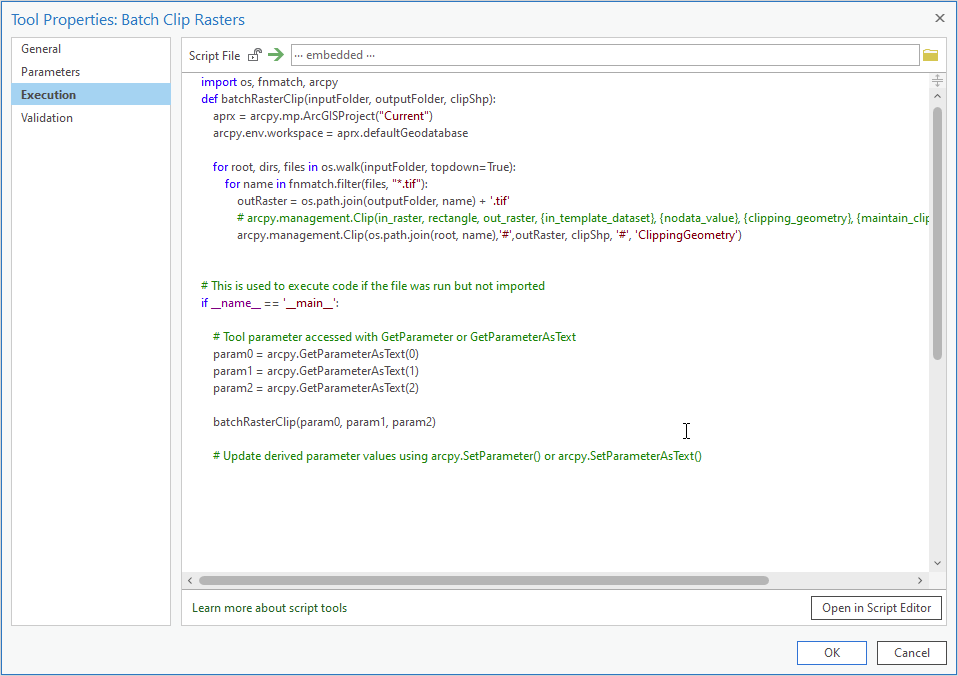 Tool Properties: Batch Clip Rasters
General
Parameters
Execution
Validation
Script File
··· embedded ···
import os, fnmatch, arcpy
def batchRasterClip(inputFolder, outputFolder, clipShp):
    aprx = arcpy.mp.ArcGISProject("Current")
    arcpy.env.workspace = aprx.defaultGeodatabase
    for root, dirs, files in os.walk(inputFolder, topdown=True):
        for name in fnmatch.filter(files, "*.tif"):
            outRaster = os.path.join(outputFolder, name) + '.tif'
            # arcpy.management.Clip(in_raster, rectangle, out_raster, {in_template_dataset}, {nodata_value}, {clipping_geometry}, {maintain_clip
            arcpy.management.Clip(os.path.join(root, name),'#',outRaster, clipShp, '#', 'ClippingGeometry')
# This is used to execute code if the file was run but not imported
if __name__ == '__main__':
    # Tool parameter accessed with GetParameter or GetParameterAsText
    param0 = arcpy.GetParameterAsText(0)
    param1 = arcpy.GetParameterAsText(1)
    param2 = arcpy.GetParameterAsText(2)
    batchRasterClip(param0, param1, param2)
    # Update derived parameter values using arcpy.SetParameter() or arcpy.SetParameterAsText()
Learn more about script tools
Open in Script Editor
OK
Cancel